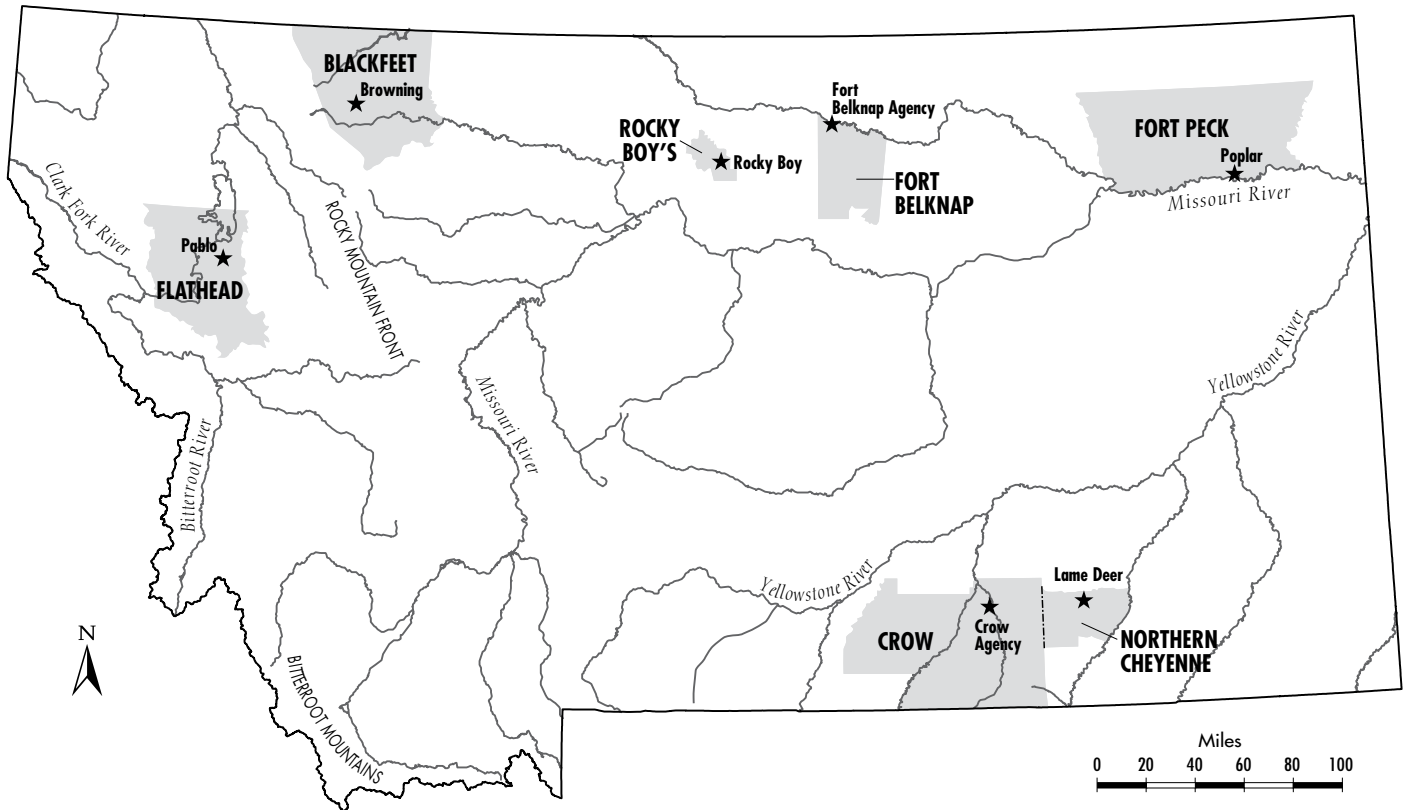 BLACKFEET
Browning
ROCKY
BOY'S
Rocky Boy
Fort
Belknap Agency
FORT
BELKNAP
FORT PECK
Poplar
Missouri River
Clark Fork River
Pablo
FLATHEAD
ROCKY MOUNTAIN FRONT
Missouri River
Bitterroot River
Yellowstone River
Yellowstone River
BITTERROOT MOUNTAINS
CROW
Crow
Agency
Lame Deer
NORTHERN
CHEYENNE
N
Miles
0 20 40 60 80 100